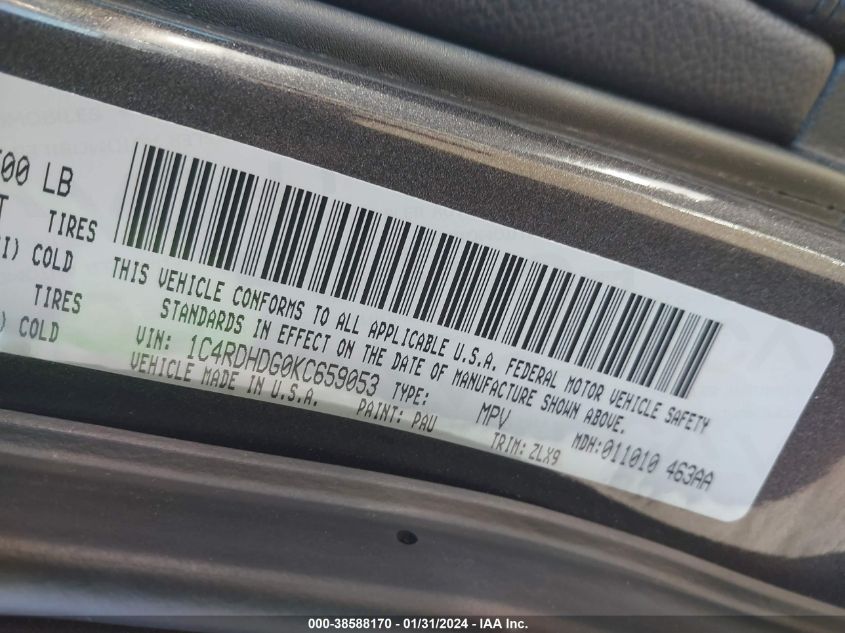 00 LB
TIRES
COLD
TIRES
COLD
THIS VEHICLE CONFORMS TO ALL APPLICABLE U.S.A. FEDERAL MOTOR VEHICLE SAFETY
STANDARDS IN EFFECT ON THE DATE OF MANUFACTURE SHOWN ABOVE.
VIN: 1C4RDHDG0KC659053 TYPE: MPV MDH:011010 463AA
VEHICLE MADE IN U.S.A. PAINT: PAU TRIM: ZLX9
000-38588170 - 01/31/2024 - IAA Inc.